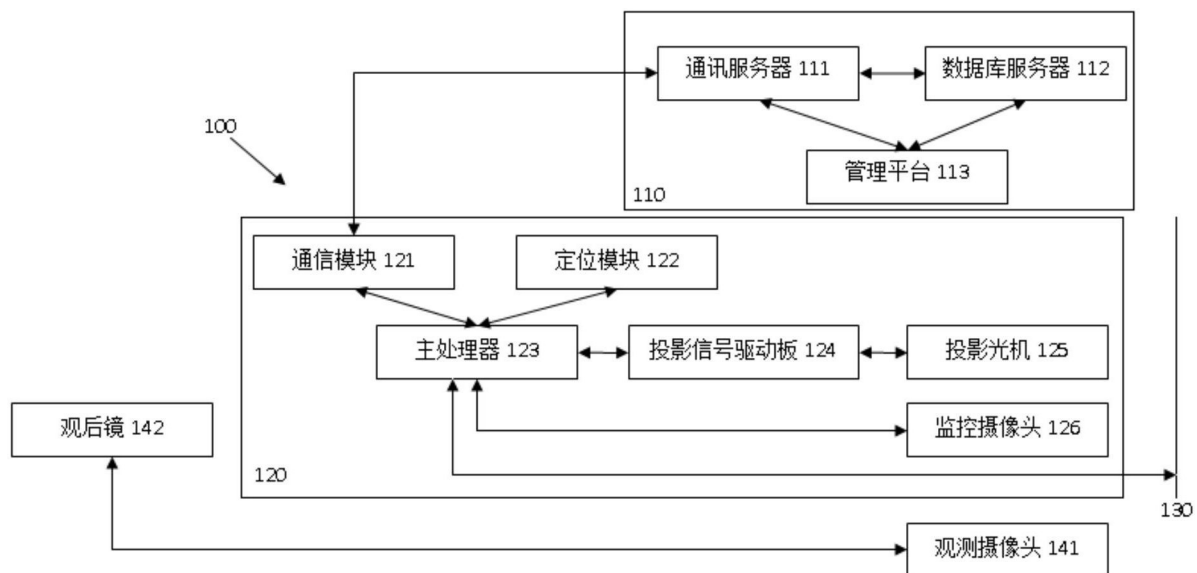 通讯服务器 111
数据库服务器 112
100
管理平台 113
110
通信模块 121
定位模块 122
主处理器 123
投影信号驱动板 124
投影光机 125
观后镜 142
监控摄像头 126
120
130
观测摄像头 141